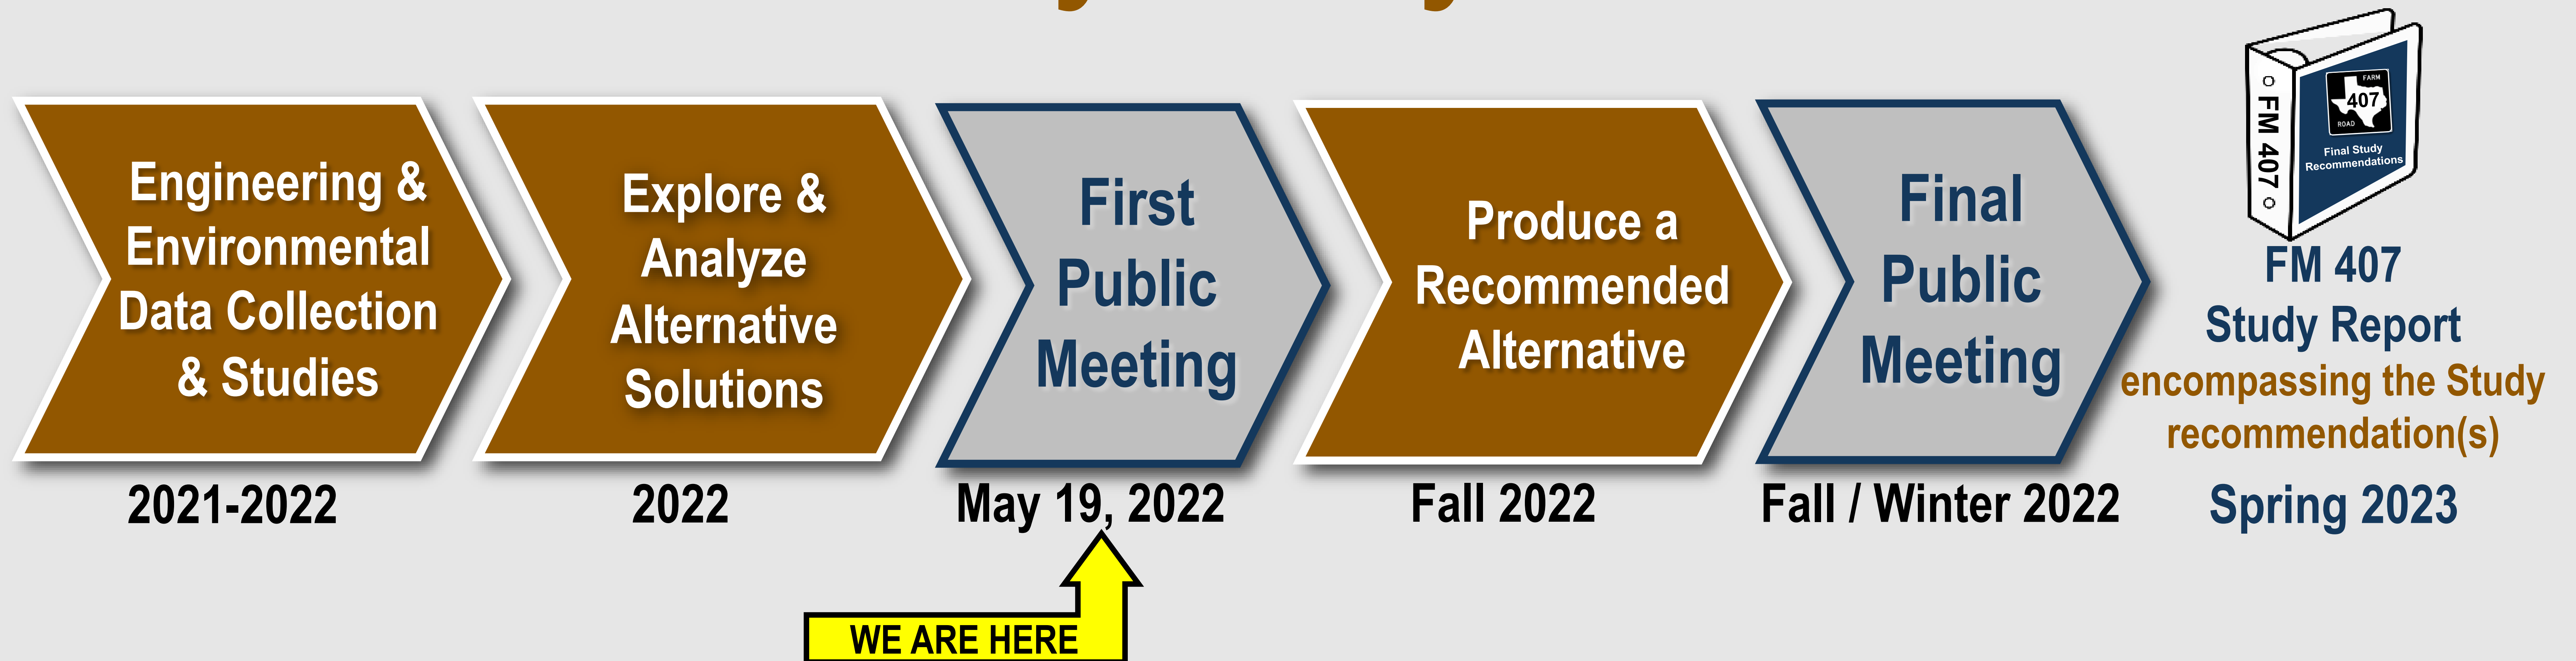 Engineering &
Environmental
Data Collection
& Studies
2021-2022
Explore &
Analyze
Alternative
Solutions
2022
First
Public
Meeting
May 19, 2022
WE ARE HERE
Produce a
Recommended
Alternative
Fall 2022
Final
Public
Meeting
Fall / Winter 2022
FM 407
FARM
407
ROAD
Final Study
Recommendations
FM 407
Study Report
encompassing the Study
recommendation(s)
Spring 2023